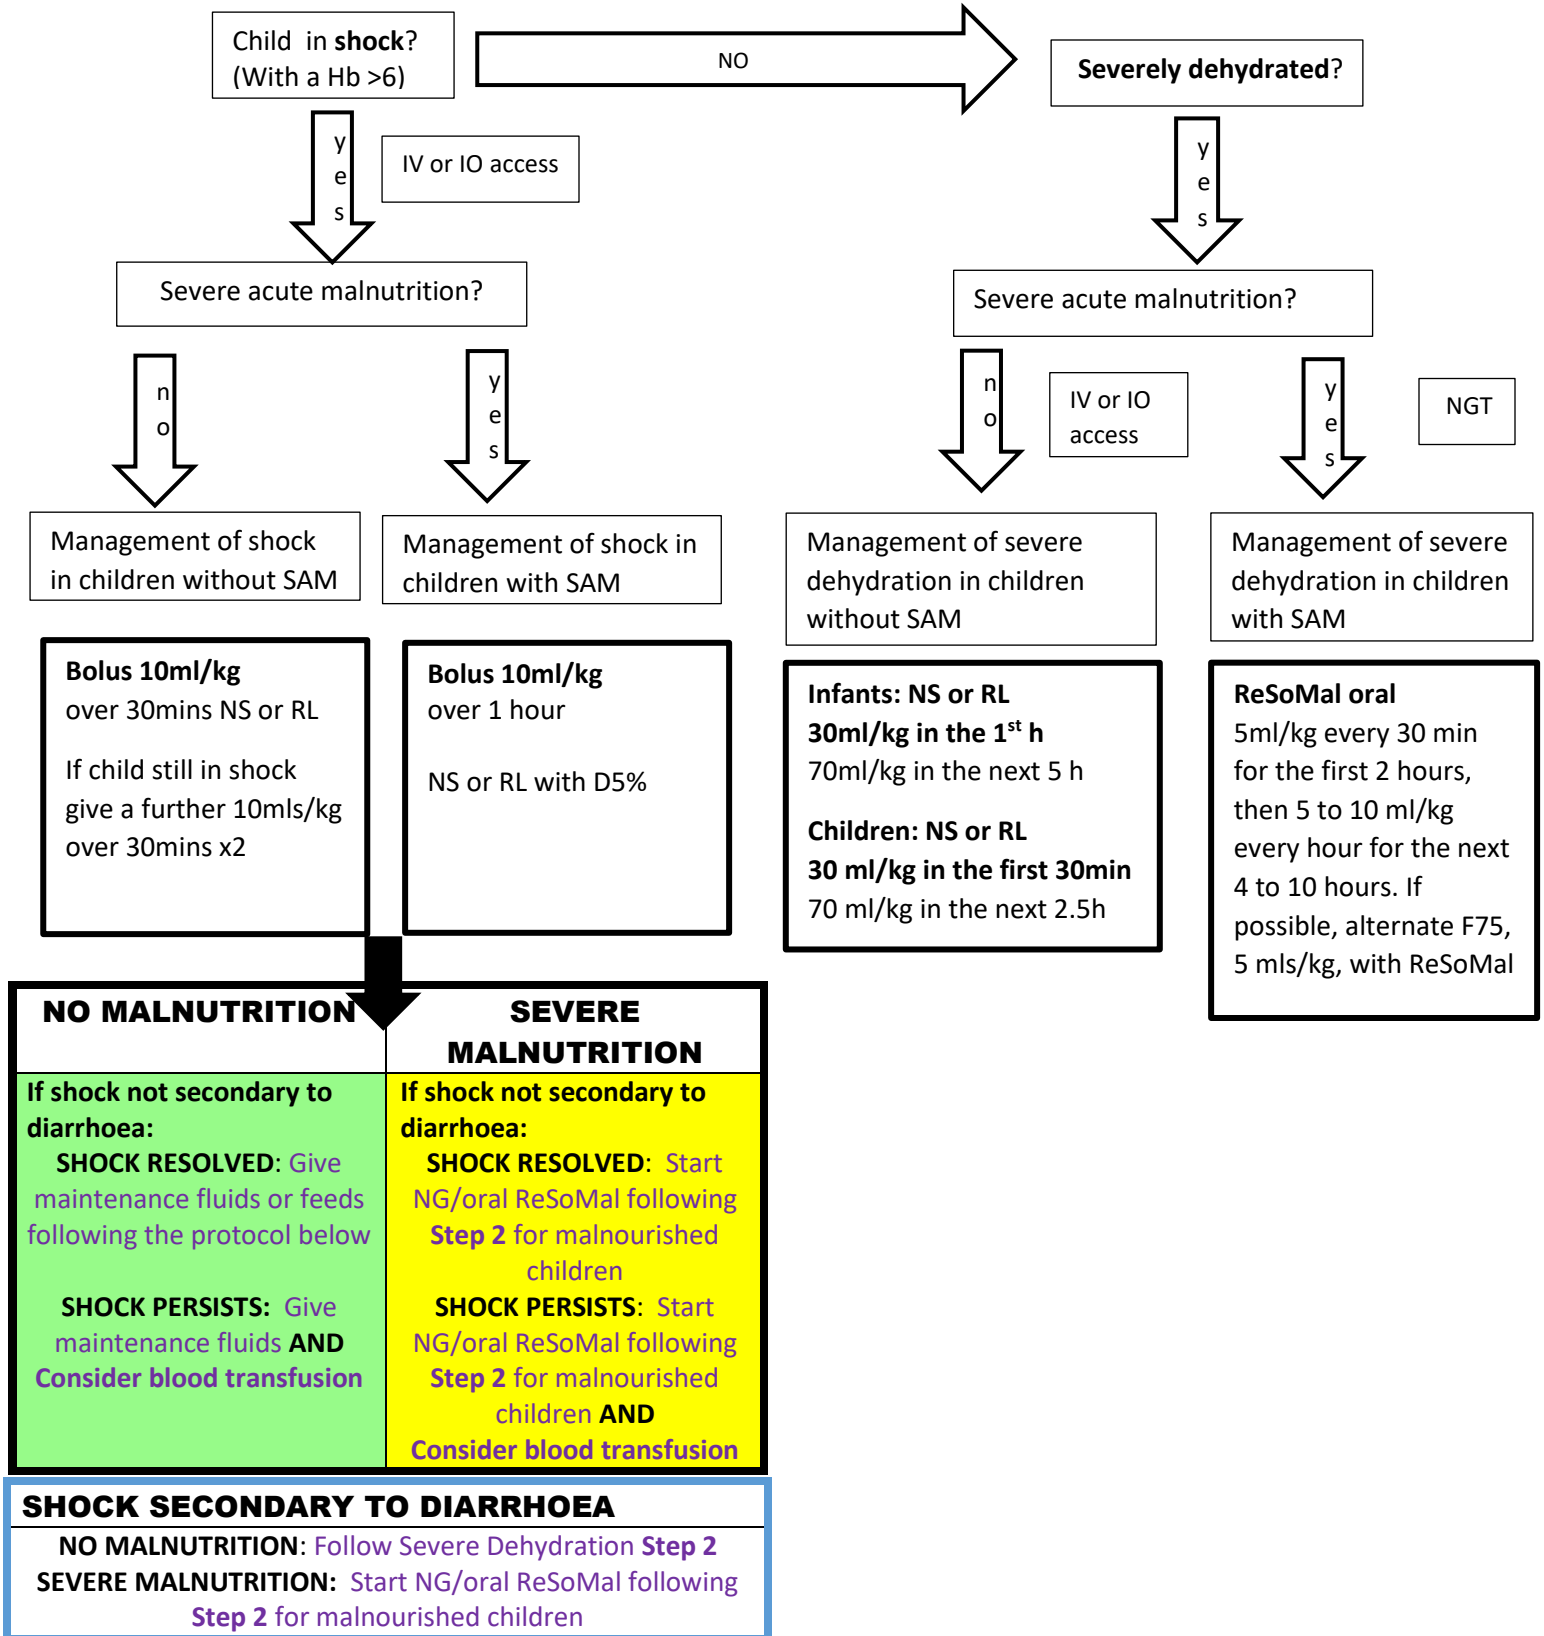 Child in shock?
(With a Hb >6)
NO
Severely dehydrated?
yes
IV or IO access
yes
Severe acute malnutrition?
Severe acute malnutrition?
no
yes
no
IV or IO
access
yes
NGT
Management of shock
in children without SAM
Management of shock in
children with SAM
Management of severe
dehydration in children
without SAM
Management of severe
dehydration in children
with SAM
Bolus 10ml/kg
over 30mins NS or RL
If child still in shock
give a further 10mls/kg
over 30mins x2
Bolus 10ml/kg
over 1 hour
NS or RL with D5%
Infants: NS or RL
30ml/kg in the 1st h
70ml/kg in the next 5 h
Children: NS or RL
30 ml/kg in the first 30min
70 ml/kg in the next 2.5h
ReSoMal oral
5ml/kg every 30 min
for the first 2 hours,
then 5 to 10 ml/kg
every hour for the next
4 to 10 hours. If
possible, alternate F75,
5 mls/kg, with ReSoMal
NO MALNUTRITION
SEVERE
MALNUTRITION
If shock not secondary to
diarrhoea:
SHOCK RESOLVED: Give
maintenance fluids or feeds
following the protocol below
SHOCK PERSISTS: Give
maintenance fluids AND
Consider blood transfusion
If shock not secondary to
diarrhoea:
SHOCK RESOLVED: Start
NG/oral ReSoMal following
Step 2 for malnourished
children
SHOCK PERSISTS: Start
NG/oral ReSoMal following
Step 2 for malnourished
children AND
Consider blood transfusion
SHOCK SECONDARY TO DIARRHOEA
NO MALNUTRITION: Follow Severe Dehydration Step 2
SEVERE MALNUTRITION: Start NG/oral ReSoMal following
Step 2 for malnourished children